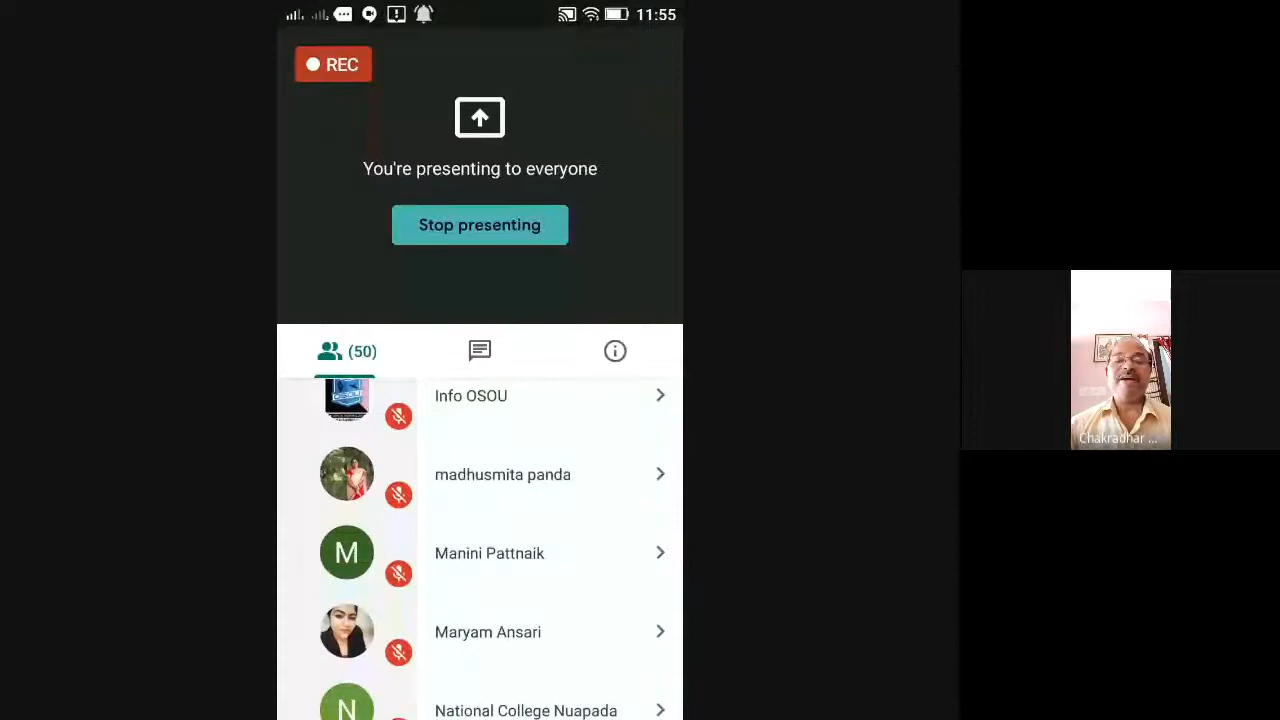 11:55
REC
You're presenting to everyone
Stop presenting
(50)
OSOU
Info OSOU
madhusmita panda
M
Manini Pattnaik
Maryam Ansari
N
National College Nuapada
Chakradhar ...